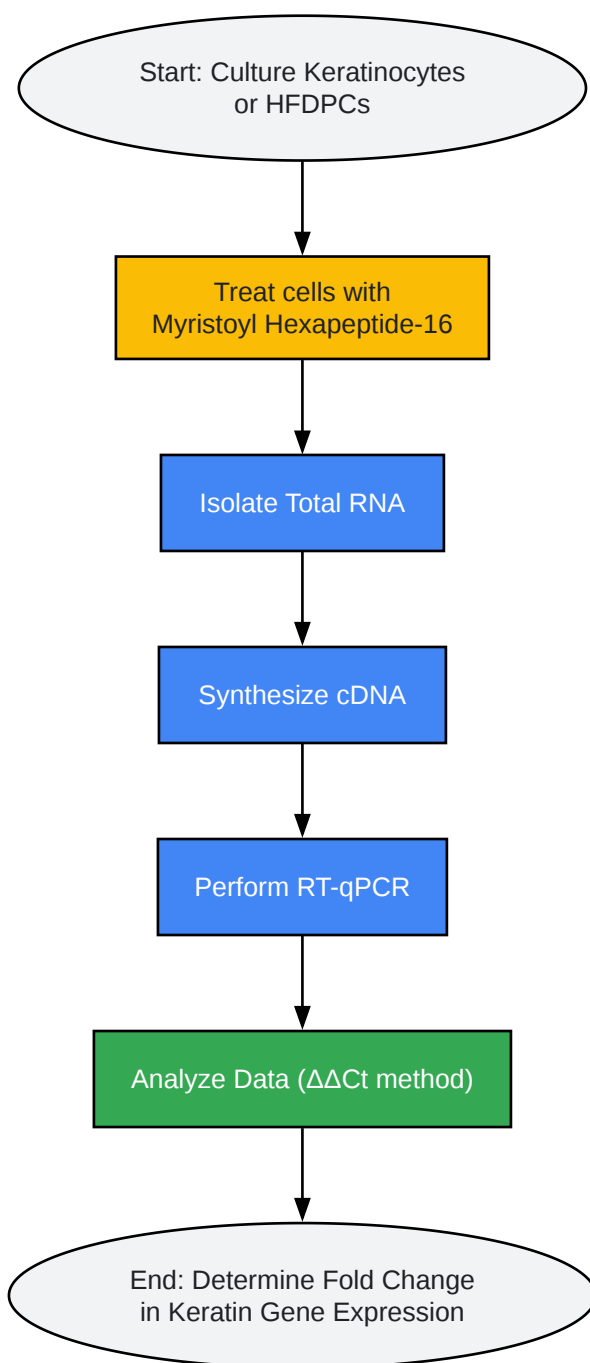 Start: Culture Keratinocytes
or HFDPCs
Treat cells with
Myristoyl Hexapeptide-16
Isolate Total RNA
Synthesize cDNA
Perform RT-qPCR
Analyze Data (ΔΔCt method)
End: Determine Fold Change
in Keratin Gene Expression